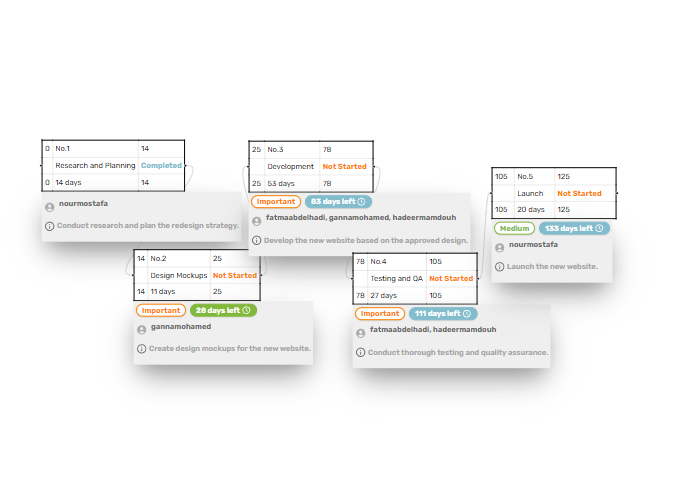 0 No.1 14
Research and Planning Completed
0 14 days 14
nourmostafa
Conduct research and plan the redesign strategy.
14 No.2 25
Design Mockups Not Started
14 11 days 25
Important 28 days left
gannamohamed
Create design mockups for the new website.
25 No.3 78
Development Not Started
25 53 days 78
Important 83 days left
fatmaabdelhadi, gannamohamed, hadeermamdouh
Develop the new website based on the approved design.
78 No.4 105
Testing and QA Not Started
78 27 days 105
Important 111 days left
fatmaabdelhadi, hadeermamdouh
Conduct thorough testing and quality assurance.
105 No.5 125
Launch Not Started
105 20 days 125
Medium 133 days left
nourmostafa
Launch the new website.